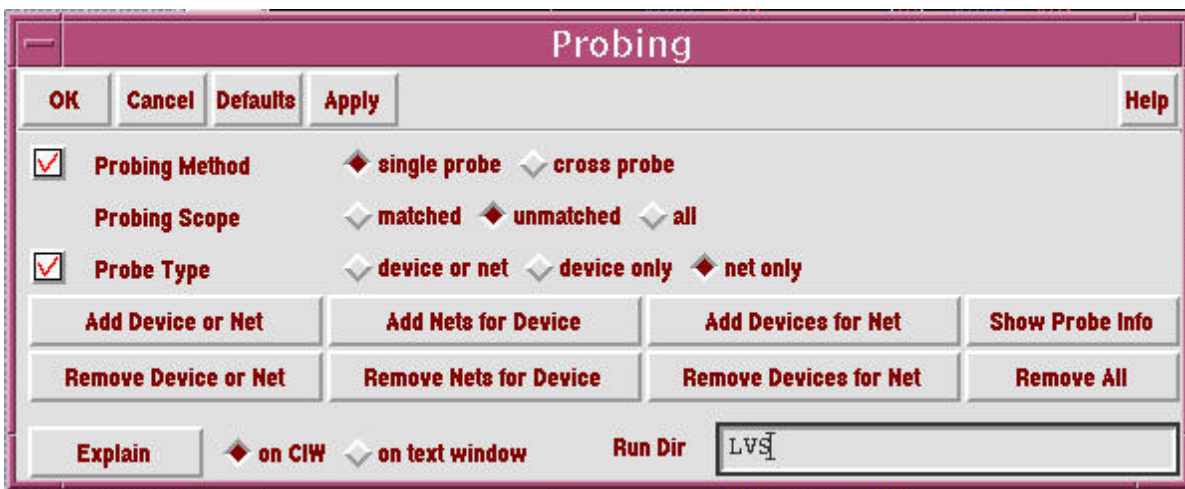 Probing
OK Cancel Defaults Apply Help
Probing Method single probe cross probe
Probing Scope matched unmatched all
Probe Type device or net device only net only
Add Device or Net Add Nets for Device Add Devices for Net Show Probe Info
Remove Device or Net Remove Nets for Device Remove Devices for Net Remove All
Explain on CIW on text window Run Dir LVS